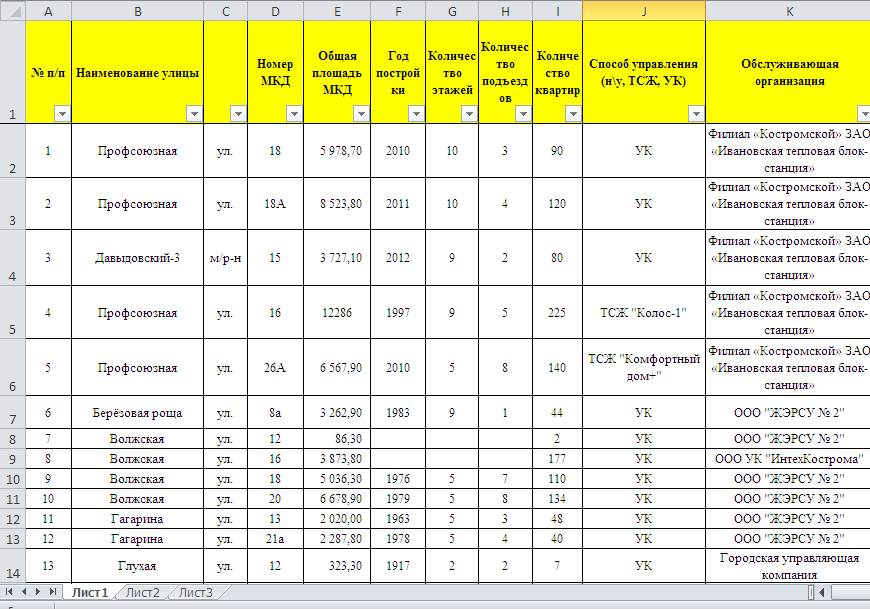 A B C D E F G H I J K
1 № п/п Наименование улицы Номер МКД Общая площадь МКД Год построй ки Количес тво этажей Количес тво подъезд ов Количе ство квартир Способ управления (н\у, ТСЖ, УК) Обслуживающая организация
2 1 Профсоюзная ул. 18 5 978,70 2010 10 3 90 УК Филиал «Костромской» ЗАО «Ивановская тепловая блок-станция»
3 2 Профсоюзная ул. 18А 8 523,80 2011 10 4 120 УК Филиал «Костромской» ЗАО «Ивановская тепловая блок-станция»
4 3 Давыдовский-3 м/р-н 15 3 727,10 2012 9 2 80 УК Филиал «Костромской» ЗАО «Ивановская тепловая блок-станция»
5 4 Профсоюзная ул. 16 12286 1997 9 5 225 ТСЖ "Колос-1" Филиал «Костромской» ЗАО «Ивановская тепловая блок-станция»
6 5 Профсоюзная ул. 26А 6 567,90 2010 5 8 140 ТСЖ "Комфортный дом+" Филиал «Костромской» ЗАО «Ивановская тепловая блок-станция»
7 6 Берёзовая роща ул. 8а 3 262,90 1983 9 1 44 УК ООО "ЖЭРСУ № 2"
8 7 Волжская ул. 12 86,30 2 УК ООО "ЖЭРСУ № 2"
9 8 Волжская ул. 16 3 873,80 177 УК ООО УК "ИнтехКострома"
10 9 Волжская ул. 18 5 036,30 1976 5 7 110 УК ООО "ЖЭРСУ № 2"
11 10 Волжская ул. 20 6 678,90 1979 5 8 134 УК ООО "ЖЭРСУ № 2"
12 11 Гагарина ул. 13 2 020,00 1963 5 3 48 УК ООО "ЖЭРСУ № 2"
13 12 Гагарина ул. 21а 2 287,80 1978 5 4 40 УК ООО "ЖЭРСУ № 2"
14 13 Глухая ул. 12 323,30 1917 2 2 7 УК Городская управляющая компания
Лист1 Лист2 Лист3